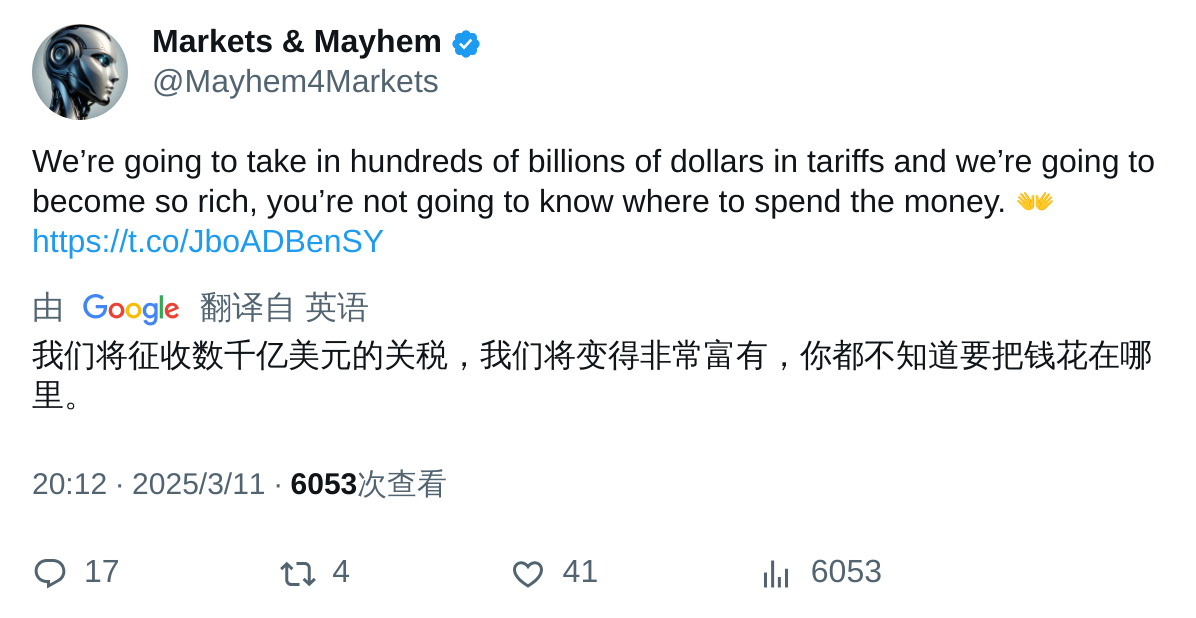 Markets & Mayhem
@Mayhem4Markets
We’re going to take in hundreds of billions of dollars in tariffs and we’re going to
become so rich, you’re not going to know where to spend the money. 👐
https://t.co/JboADBenSY
由 Google 翻译自 英语
我们将征收数千亿美元的关税，我们将变得非常富有，你都不知道要把钱花在哪
里。
20:12 · 2025/3/11 · 6053次查看
17 4 41 6053